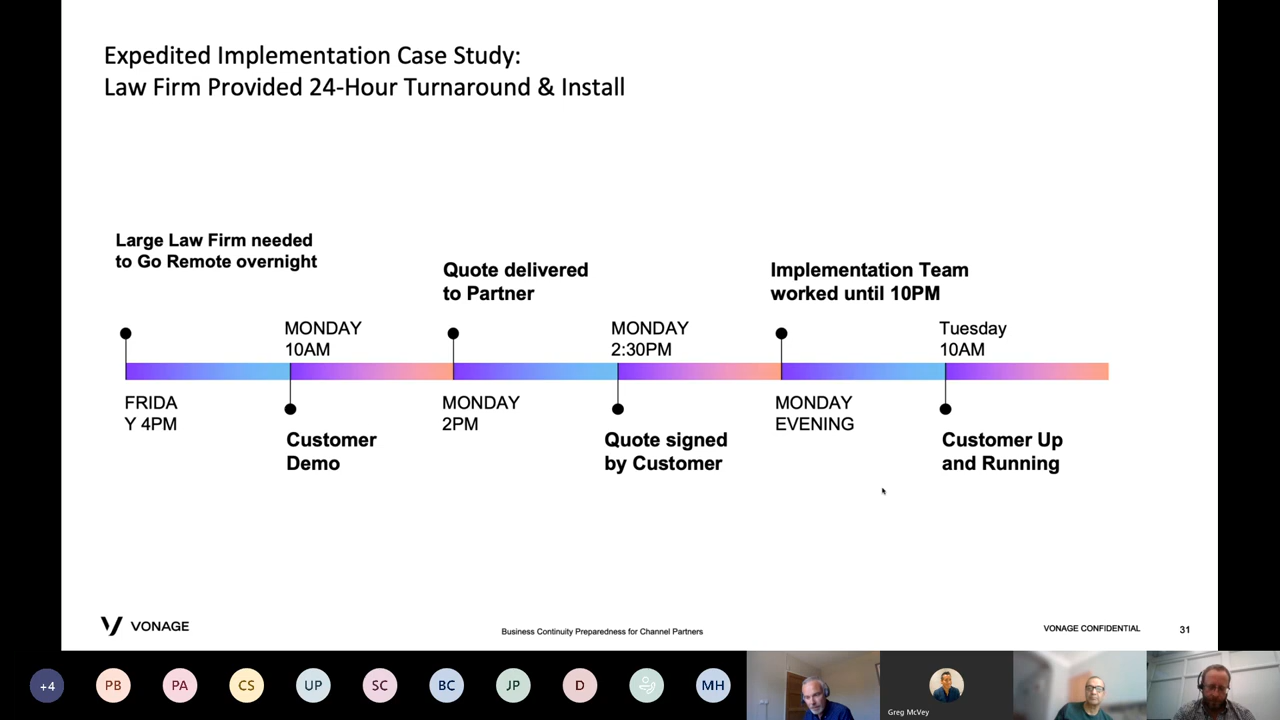 Expedited Implementation Case Study:
Law Firm Provided 24-Hour Turnaround & Install
Large Law Firm needed
to Go Remote overnight
FRIDA
Y 4PM
MONDAY
10AM
Customer
Demo
Quote delivered
to Partner
MONDAY
2PM
MONDAY
2:30PM
Quote signed
by Customer
Implementation Team
worked until 10PM
MONDAY
EVENING
Tuesday
10AM
Customer Up
and Running
VONAGE
Business Continuity Preparedness for Channel Partners
VONAGE CONFIDENTIAL
31
+4
PB
PA
CS
UP
SC
BC
JP
D
MH
Greg McVey